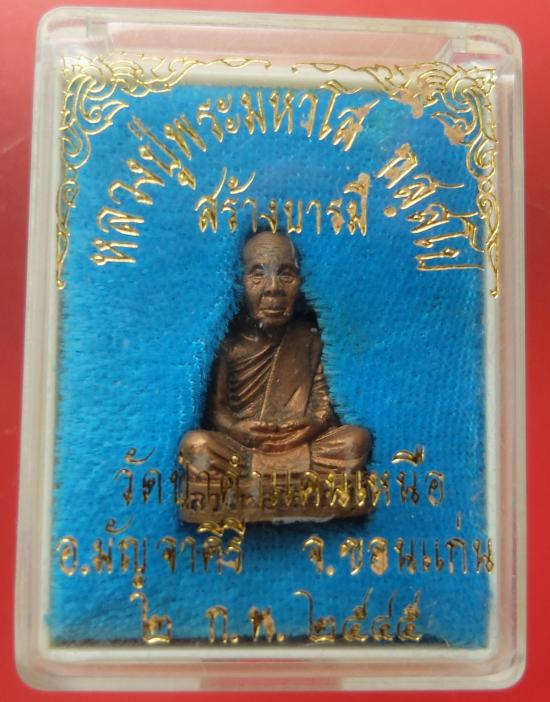 หลวงปู่พระมหาโส กสฺสโป
สร้างบารมี
วัดป่าคำแคนเหนือ
อ.มัญจาคีรี จ.ขอนแก่น
๒ ก.พ. ๒๕๔๕